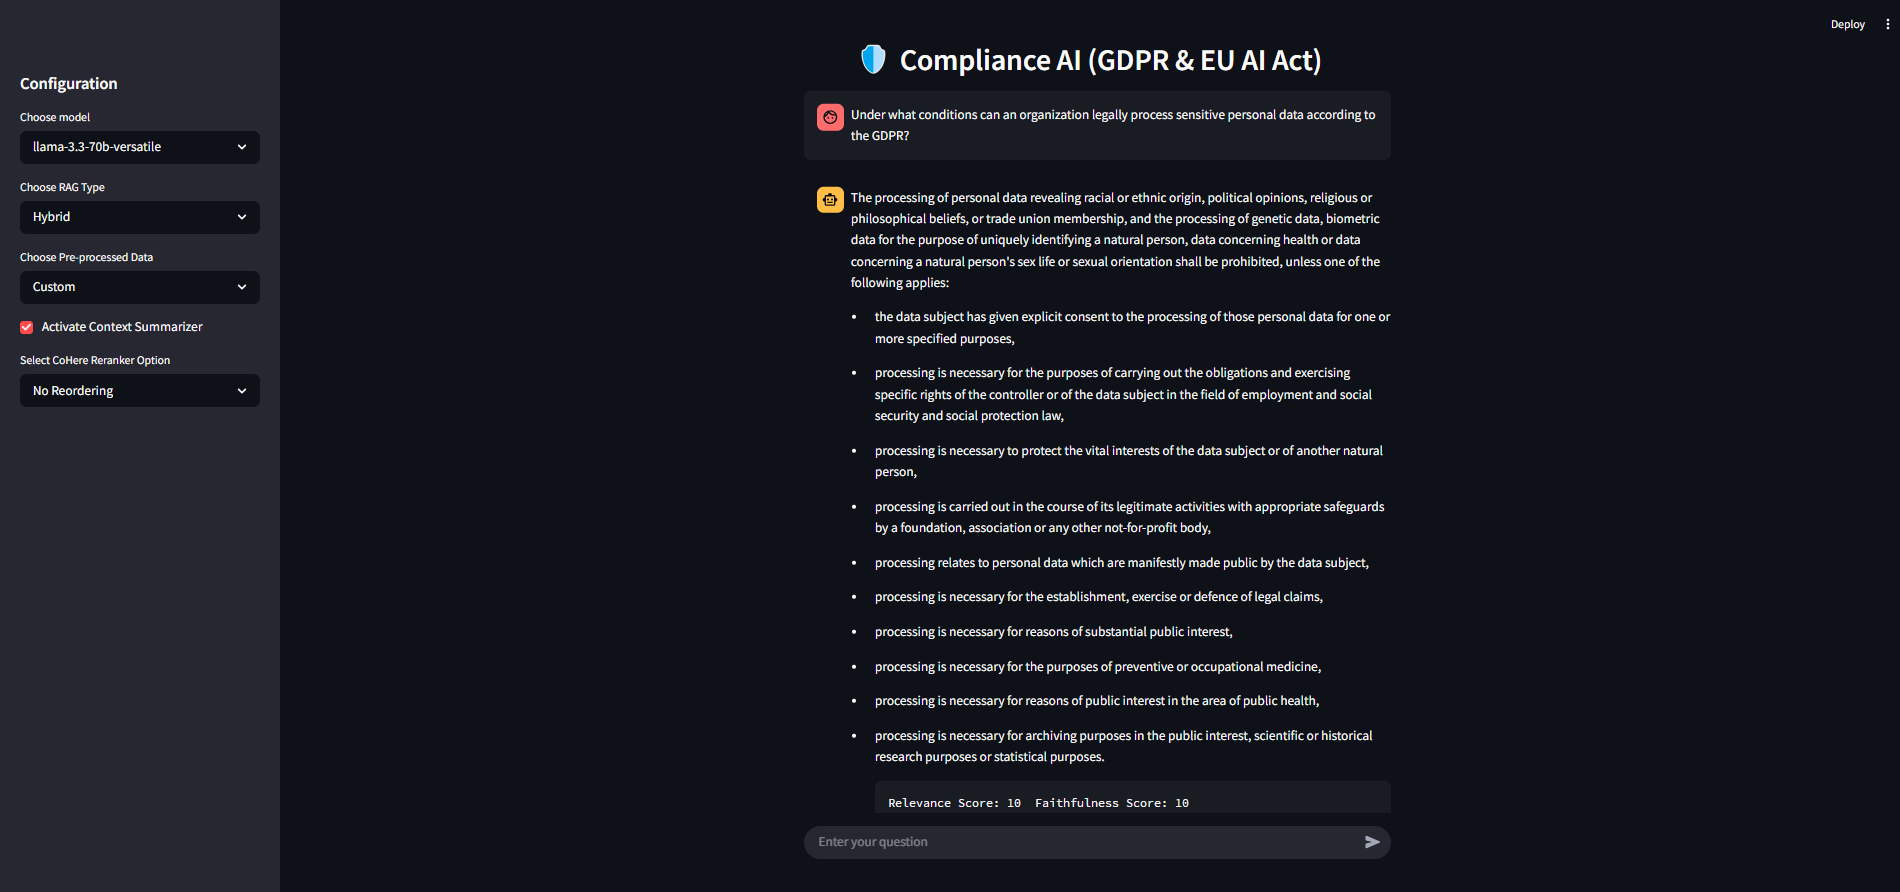 Deploy
Configuration
Choose model
llama-3.3-70b-versatile
Choose RAG Type
Hybrid
Choose Pre-processed Data
Custom
Activate Context Summarizer
Select CoHere Reranker Option
No Reordering
Compliance AI (GDPR & EU AI Act)
Under what conditions can an organization legally process sensitive personal data according to
the GDPR?
The processing of personal data revealing racial or ethnic origin, political opinions, religious or
philosophical beliefs, or trade union membership, and the processing of genetic data, biometric
data for the purpose of uniquely identifying a natural person, data concerning health or data
concerning a natural person's sex life or sexual orientation shall be prohibited, unless one of the
following applies:
• the data subject has given explicit consent to the processing of those personal data for one or
more specified purposes,
• processing is necessary for the purposes of carrying out the obligations and exercising
specific rights of the controller or of the data subject in the field of employment and social
security and social protection law,
• processing is necessary to protect the vital interests of the data subject or of another natural
person,
• processing is carried out in the course of its legitimate activities with appropriate safeguards
by a foundation, association or any other not-for-profit body,
• processing relates to personal data which are manifestly made public by the data subject,
• processing is necessary for the establishment, exercise or defence of legal claims,
• processing is necessary for reasons of substantial public interest,
• processing is necessary for the purposes of preventive or occupational medicine,
• processing is necessary for reasons of public interest in the area of public health,
• processing is necessary for archiving purposes in the public interest, scientific or historical
research purposes or statistical purposes.
Relevance Score: 10  Faithfulness Score: 10
Enter your question